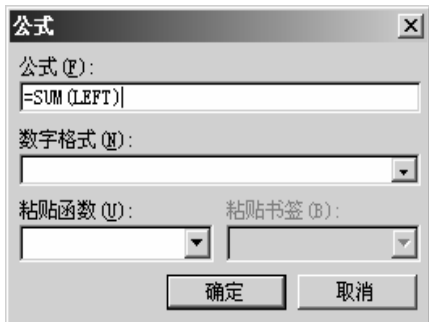 公式
公式(F):
=SUM(LEFT)
数字格式(N):
粘贴函数(U): 粘贴书签(B):
确定 取消